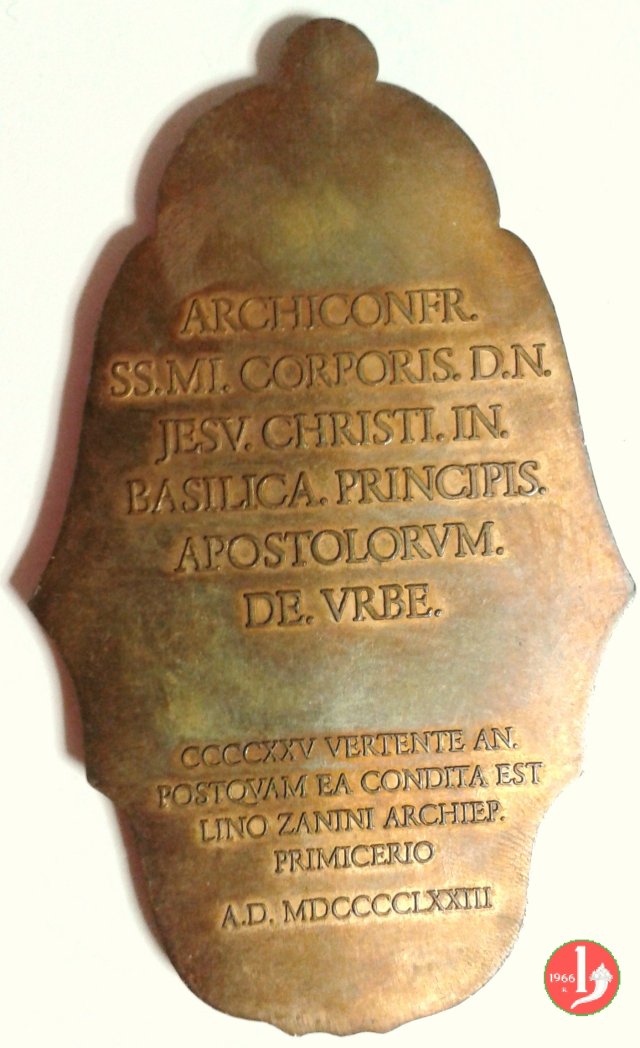 ARCHICONFR.
SS.MI. CORPORIS. D.N.
JESV. CHRISTI. IN.
BASILICA. PRINCIPIS.
APOSTOLORVM.
DE. VRBE.
CCCCXXV VERTENTE AN.
POSTQVAM EA CONDITA EST
LINO ZANINI ARCHIEP.
PRIMICERIO
A.D. MDCCCCLXXIII
1966